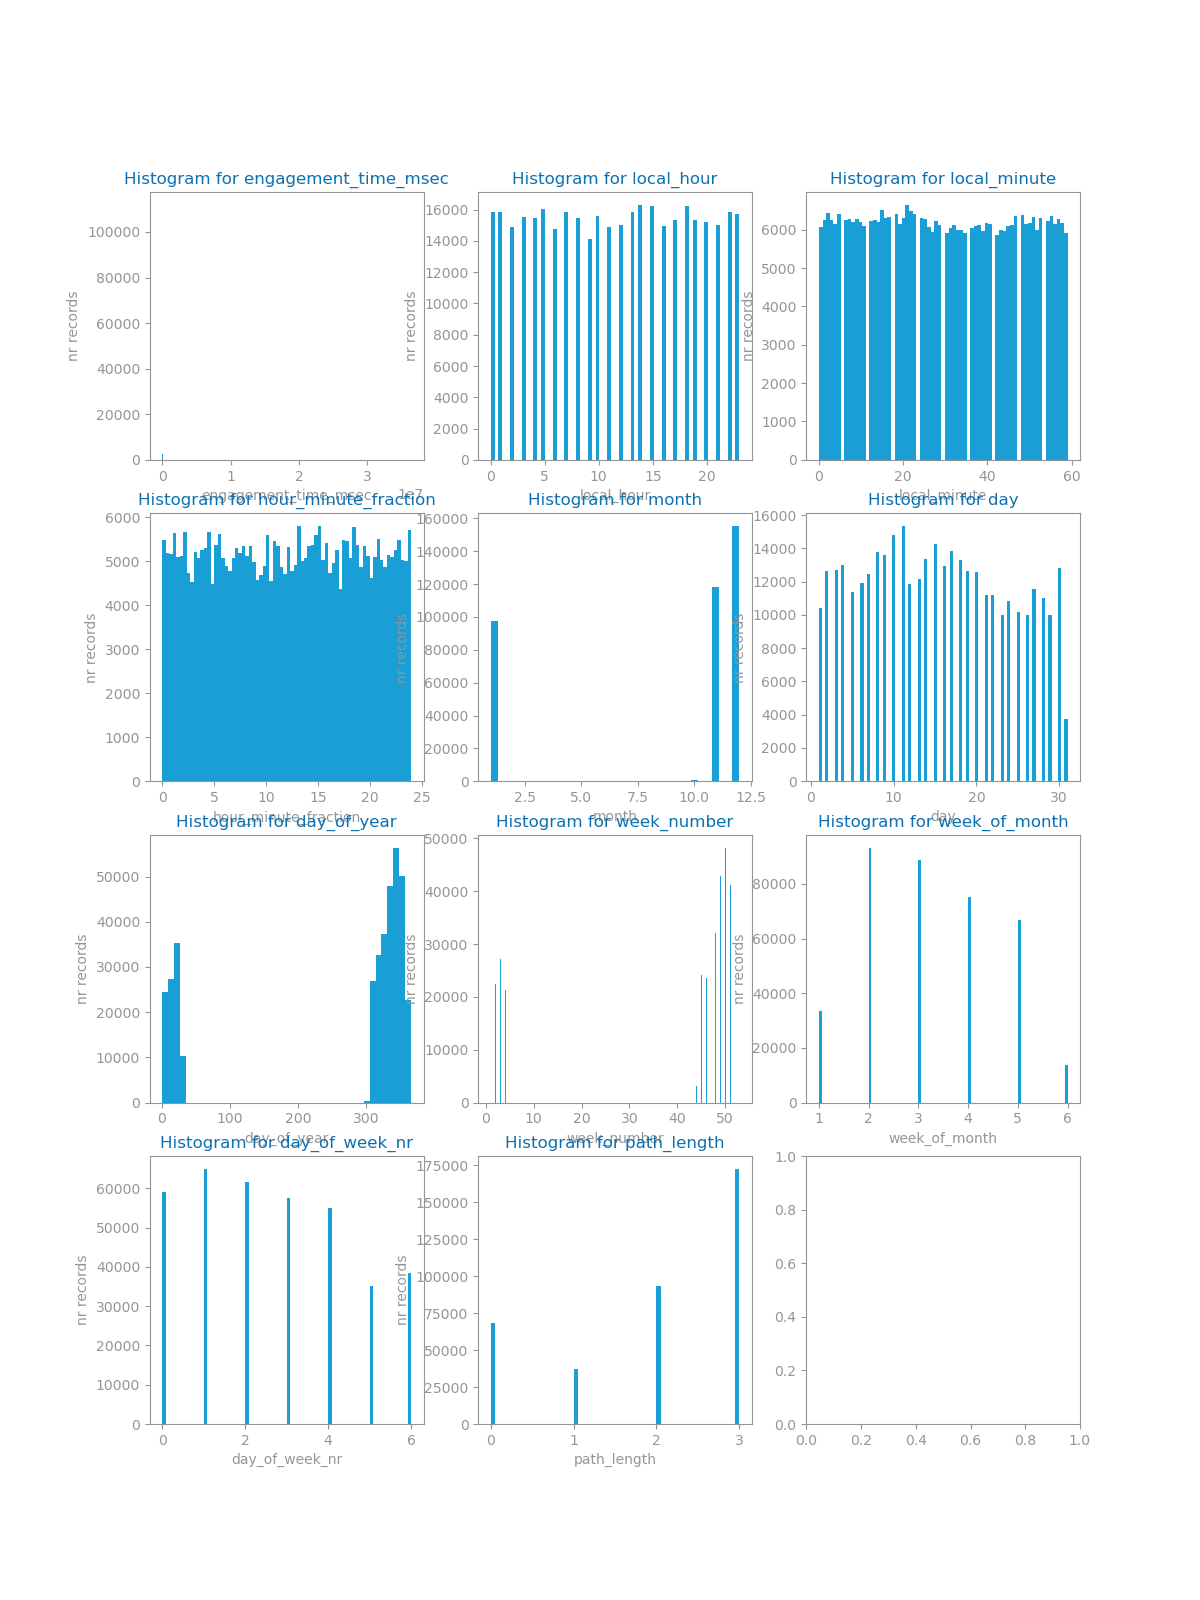 Histogram for engagement_time_msec
nr records
100000
80000
60000
40000
20000
0
0 1 2 3
1e7
engagement_time_msec
Histogram for local_hour
nr records
16000
14000
12000
10000
8000
6000
4000
2000
0
0 5 10 15 20
local_hour
Histogram for local_minute
nr records
6000
5000
4000
3000
2000
1000
0
0 20 40 60
local_minute
Histogram for hour_minute_fraction
nr records
6000
5000
4000
3000
2000
1000
0
0 5 10 15 20 25
hour_minute_fraction
Histogram for month
nr records
160000
140000
120000
100000
80000
60000
40000
20000
0
2.5 5.0 7.5 10.0 12.5
month
Histogram for day
nr records
16000
14000
12000
10000
8000
6000
4000
2000
0
0 10 20 30
day
Histogram for day_of_year
nr records
50000
40000
30000
20000
10000
0
0 100 200 300
day_of_year
Histogram for week_number
nr records
50000
40000
30000
20000
10000
0
0 10 20 30 40 50
week_number
Histogram for week_of_month
nr records
80000
60000
40000
20000
0
1 2 3 4 5 6
week_of_month
Histogram for day_of_week_nr
nr records
60000
50000
40000
30000
20000
10000
0
0 2 4 6
day_of_week_nr
Histogram for path_length
nr records
175000
150000
125000
100000
75000
50000
25000
0
0 1 2 3
path_length
1.0
0.8
0.6
0.4
0.2
0.0
0.0 0.2 0.4 0.6 0.8 1.0